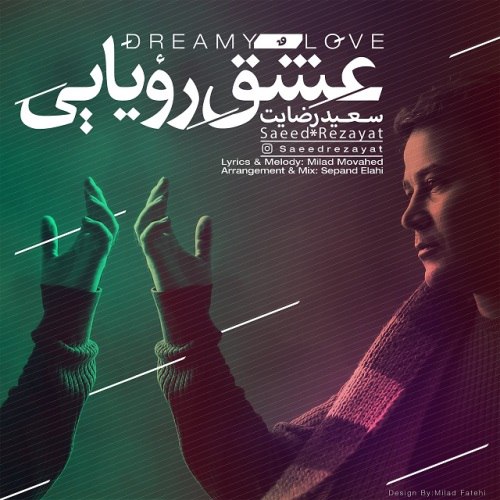 DREAMY LOVE
عشق رؤیایی
سعید رضایت
Saeed*Rezayat
Saeedrezayat
Lyrics & Melody: Milad Movahed
Arrangement & Mix: Sepand Elahi
Design By:Milad Fatehi